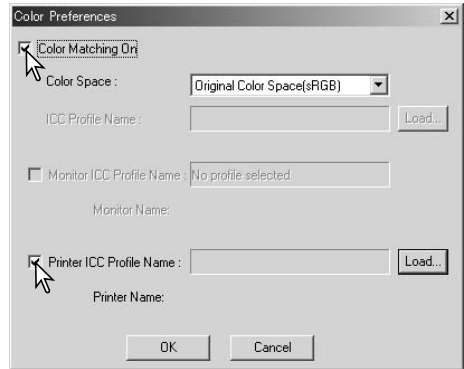 Color Preferences
Color Matching On
Color Space : Original Color Space(sRGB)
ICC Profile Name : Load...
Monitor ICC Profile Name : No profile selected.
Monitor Name:
Printer ICC Profile Name : Load...
Printer Name:
OK Cancel